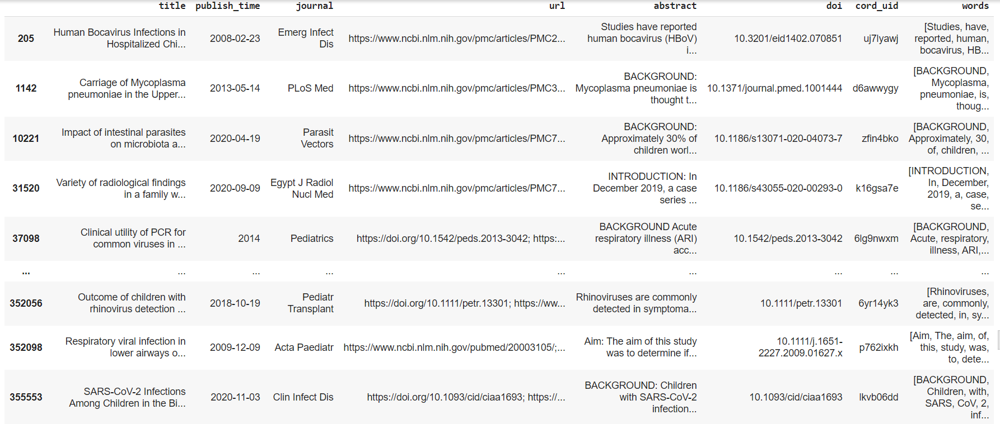 title publish_time journal url abstract doi cord_uid words
205 Human Bocavirus Infections in Hospitalized Chi... 2008-02-23 Emerg Infect Dis https://www.ncbi.nlm.nih.gov/pmc/articles/PMC2... Studies have reported human bocavirus (HBoV) i... 10.3201/eid1402.070851 uj7lyawj [Studies, have, reported, human, bocavirus, HB...
1142 Carriage of Mycoplasma pneumoniae in the Upper... 2013-05-14 PLoS Med https://www.ncbi.nlm.nih.gov/pmc/articles/PMC3... BACKGROUND: Mycoplasma pneumoniae is thought t... 10.1371/journal.pmed.1001444 d6awwygy [BACKGROUND, Mycoplasma, pneumoniae, is, thoug...
10221 Impact of intestinal parasites on microbiota a... 2020-04-19 Parasit Vectors https://www.ncbi.nlm.nih.gov/pmc/articles/PMC7... BACKGROUND: Approximately 30% of children worl... 10.1186/s13071-020-04073-7 zfin4bko [BACKGROUND, Approximately, 30, of, children, ...
31520 Variety of radiological findings in a family w... 2020-09-09 Egypt J Radiol Nucl Med https://www.ncbi.nlm.nih.gov/pmc/articles/PMC7... INTRODUCTION: In December 2019, a case series ... 10.1186/s43055-020-00293-0 k16gsa7e [INTRODUCTION, In, December, 2019, a, case, se...
37098 Clinical utility of PCR for common viruses in ... 2014 Pediatrics https://doi.org/10.1542/peds.2013-3042; https:... BACKGROUND Acute respiratory illness (ARI) acc... 10.1542/peds.2013-3042 6lg9nwxm [BACKGROUND, Acute, respiratory, illness, ARI,...
... ... ... ... ... ... ... ... ...
352056 Outcome of children with rhinovirus detection ... 2018-10-19 Pediatr Transplant https://doi.org/10.1111/petr.13301; https://ww... Rhinoviruses are commonly detected in symptoma... 10.1111/petr.13301 6yr14yk3 [Rhinoviruses, are, commonly, detected, in, sy...
352098 Respiratory viral infection in lower airways o... 2009-12-09 Acta Paediatr https://www.ncbi.nlm.nih.gov/pubmed/20003105/;... Aim: The aim of this study was to determine if... 10.1111/j.1651-2227.2009.01627.x p762ixkh [Aim, The, aim, of, this, study, was, to, dete...
355553 SARS-CoV-2 Infections Among Children in the Bi... 2020-11-03 Clin Infect Dis https://doi.org/10.1093/cid/ciaa1693; https://... BACKGROUND: Children with SARS-CoV-2 infection... 10.1093/cid/ciaa1693 lkvb06dd [BACKGROUND, Children, with, SARS, CoV, 2, inf...